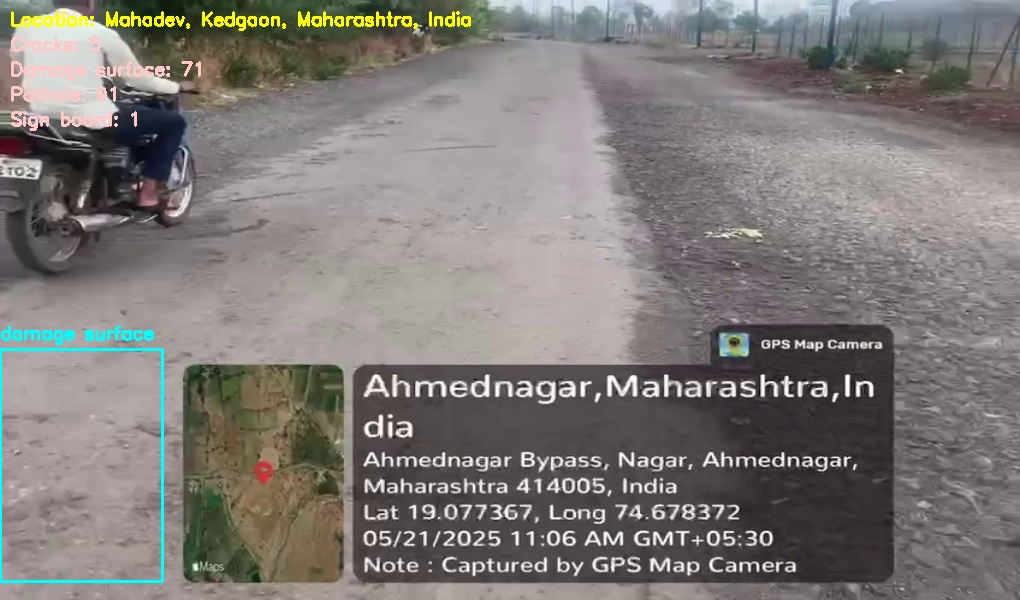 Location: Mahadev, Kedgaon, Maharashtra, India
Cracks: 5
Damage surface: 71
Sign board: 1
damage surface
GPS Map Camera
Ahmednagar,Maharashtra,In
dia
Ahmednagar Bypass, Nagar, Ahmednagar,
Maharashtra 414005, India
Lat 19.077367, Long 74.678372
05/21/2025 11:06 AM GMT+05:30
Note : Captured by GPS Map Camera
Maps